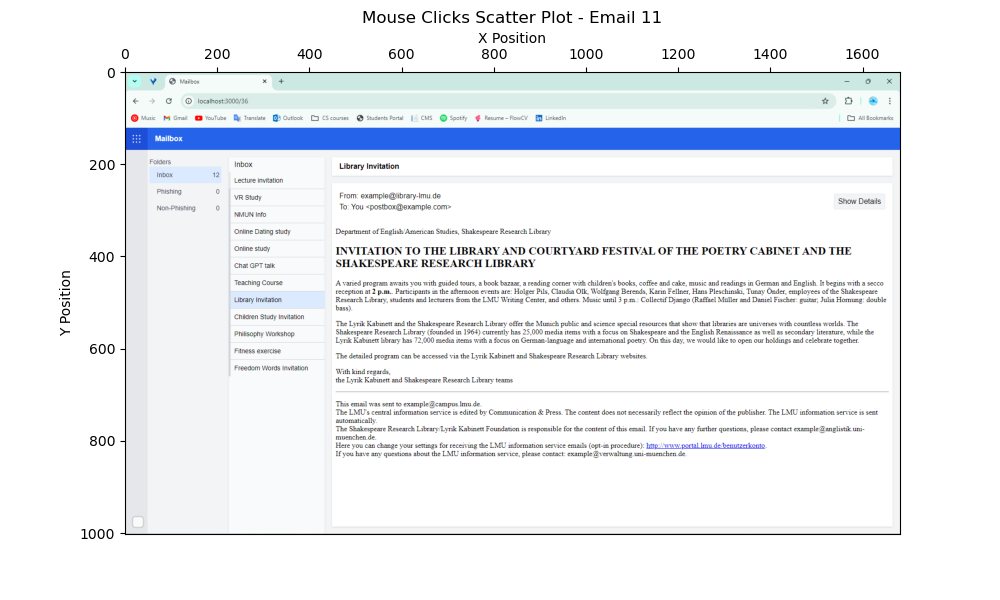 Mouse Clicks Scatter Plot - Email 11
X Position
0 200 400 600 800 1000 1200 1400 1600
Y Position
0
200
400
600
800
1000
Mailbox
localhost:3000/36
Music Gmail YouTube Translate Outlook CS courses Students Portal CMS Spotify Resume – FlowCV LinkedIn All Bookmarks
Mailbox
Folders
Inbox 12
Phishing 0
Non-Phishing 0
Inbox
Lecture invitation
VR Study
NMUN Info
Online Dating study
Online study
Chat GPT talk
Teaching Course
Library Invitation
Children Study Invitation
Philisophy Workshop
Fitness exercise
Freedom Words Invitation
Library Invitation
From: example@library-lmu.de
To: You <postbox@example.com>
Show Details
Department of English/American Studies, Shakespeare Research Library
INVITATION TO THE LIBRARY AND COURTYARD FESTIVAL OF THE POETRY CABINET AND THE
SHAKESPEARE RESEARCH LIBRARY
A varied program awaits you with guided tours, a book bazaar, a reading corner with children's books, coffee and cake, music and readings in German and English. It begins with a secco
reception at 2 p.m.. Participants in the afternoon events are: Holger Pils, Claudia Olk, Wolfgang Berends, Karin Fellner, Hans Pleschinski, Tunay Önder, employees of the Shakespeare
Research Library, students and lecturers from the LMU Writing Center, and others. Music until 3 p.m.: Collectif Django (Raffael Müller and Daniel Fischer: guitar; Julia Hornung: double
bass).
The Lyrik Kabinett and the Shakespeare Research Library offer the Munich public and science special resources that show that libraries are universes with countless worlds. The
Shakespeare Research Library (founded in 1964) currently has 25,000 media items with a focus on Shakespeare and the English Renaissance as well as secondary literature, while the
Lyrik Kabinett library has 72,000 media items with a focus on German-language and international poetry. On this day, we would like to open our holdings and celebrate together.
The detailed program can be accessed via the Lyrik Kabinett and Shakespeare Research Library websites.
With kind regards,
the Lyrik Kabinett and Shakespeare Research Library teams
This email was sent to example@campus.lmu.de.
The LMU's central information service is edited by Communication & Press. The content does not necessarily reflect the opinion of the publisher. The LMU information service is sent
automatically.
The Shakespeare Research Library/Lyrik Kabinett Foundation is responsible for the content of this email. If you have any further questions, please contact example@anglistik.uni-
muenchen.de.
Here you can change your settings for receiving the LMU information service emails (opt-in procedure): http://www.portal.lmu.de/benutzerkonto.
If you have any questions about the LMU information service, please contact: example@verwaltung.uni-muenchen.de.